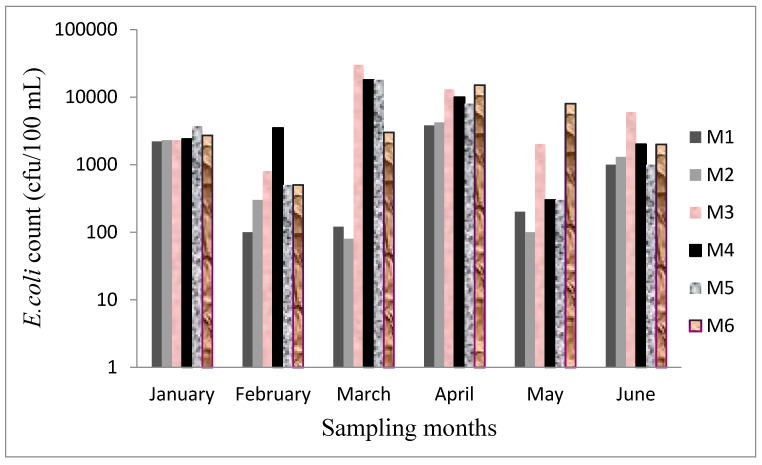 E.coli count (cfu/100 mL)
100000
10000
1000
100
10
1
January February March April May June
Sampling months
M1
M2
M3
M4
M5
M6